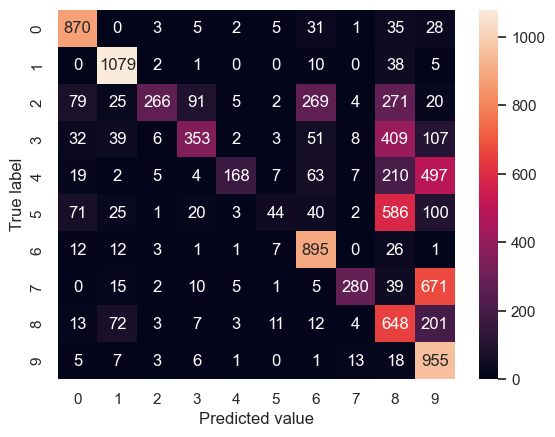 0 870 0 3 5 2 5 31 1 35 28
1 0 1079 2 1 0 0 10 0 38 5
2 79 25 266 91 5 2 269 4 271 20
3 32 39 6 353 2 3 51 8 409 107
4 19 2 5 4 168 7 63 7 210 497
5 71 25 1 20 3 44 40 2 586 100
6 12 12 3 1 1 7 895 0 26 1
7 0 15 2 10 5 1 5 280 39 671
8 13 72 3 7 3 11 12 4 648 201
9 5 7 3 6 1 0 1 13 18 955
0 1 2 3 4 5 6 7 8 9
Predicted value
True label
1000
800
600
400
200
0